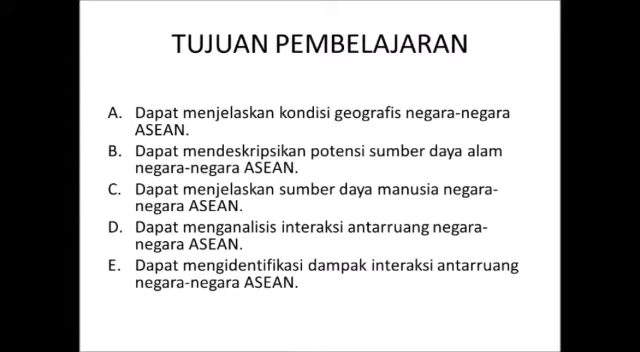 TUJUAN PEMBELAJARAN
A. Dapat menjelaskan kondisi geografis negara-negara
ASEAN.
B. Dapat mendeskripsikan potensi sumber daya alam
negara-negara ASEAN.
C. Dapat menjelaskan sumber daya manusia negara-
negara ASEAN.
D. Dapat menganalisis interaksi antarruang negara-
negara ASEAN.
E. Dapat mengidentifikasi dampak interaksi antarruang
negara-negara ASEAN.